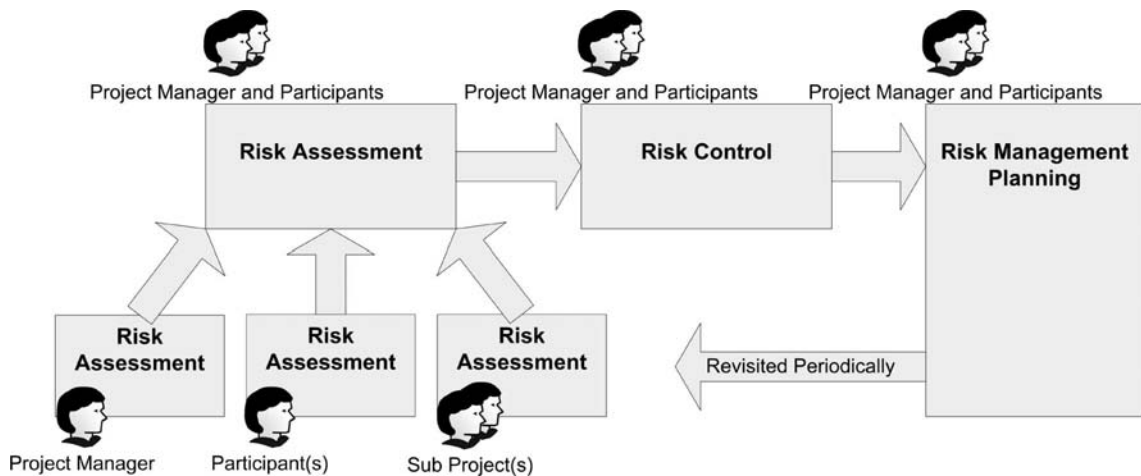 Project Manager and Participants
Project Manager and Participants
Project Manager and Participants
Risk Assessment
Risk Control
Risk Management
Planning
Risk
Assessment
Risk
Assessment
Risk
Assessment
Revisited Periodically
Project Manager
Participant(s)
Sub Project(s)